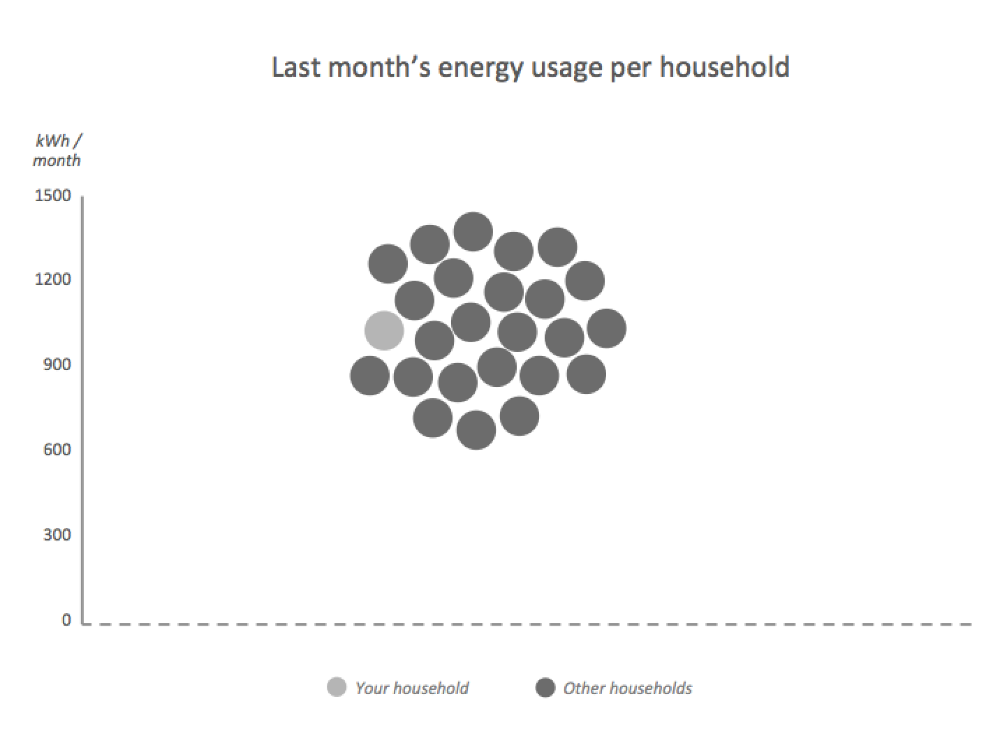 Last month’s energy usage per household
kWh /
month
1500
1200
900
600
300
0
Your household
Other households